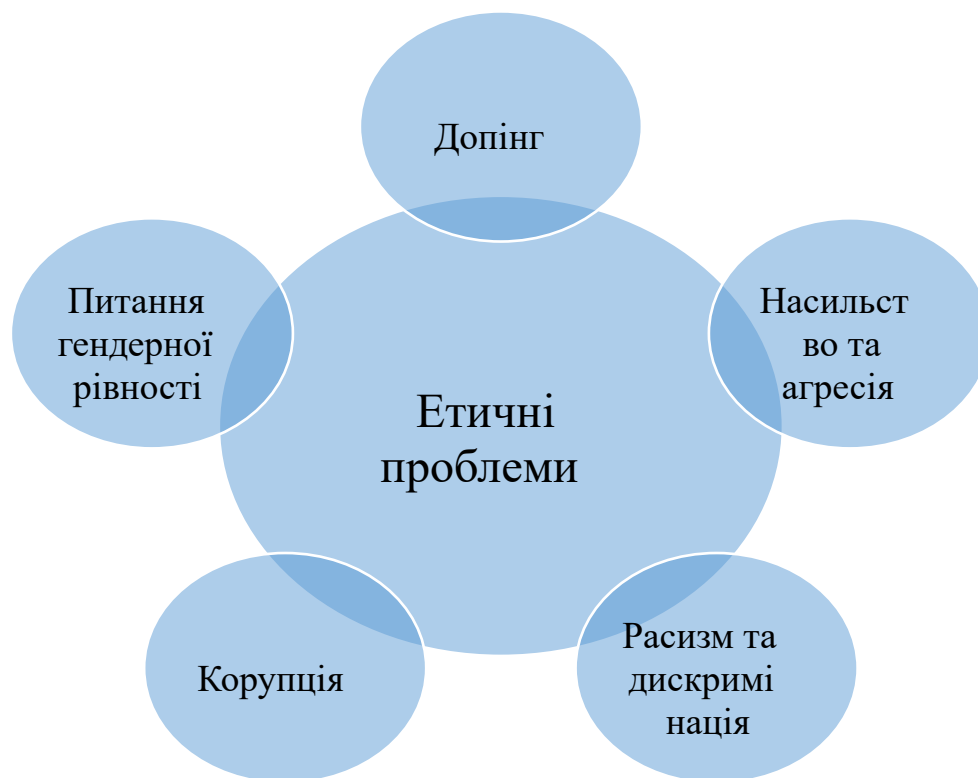 Допінг
Питання
гендерної
рівності
Насильст
во та
агресія
Етичні
проблеми
Корупція
Расизм та
дискримі
нація